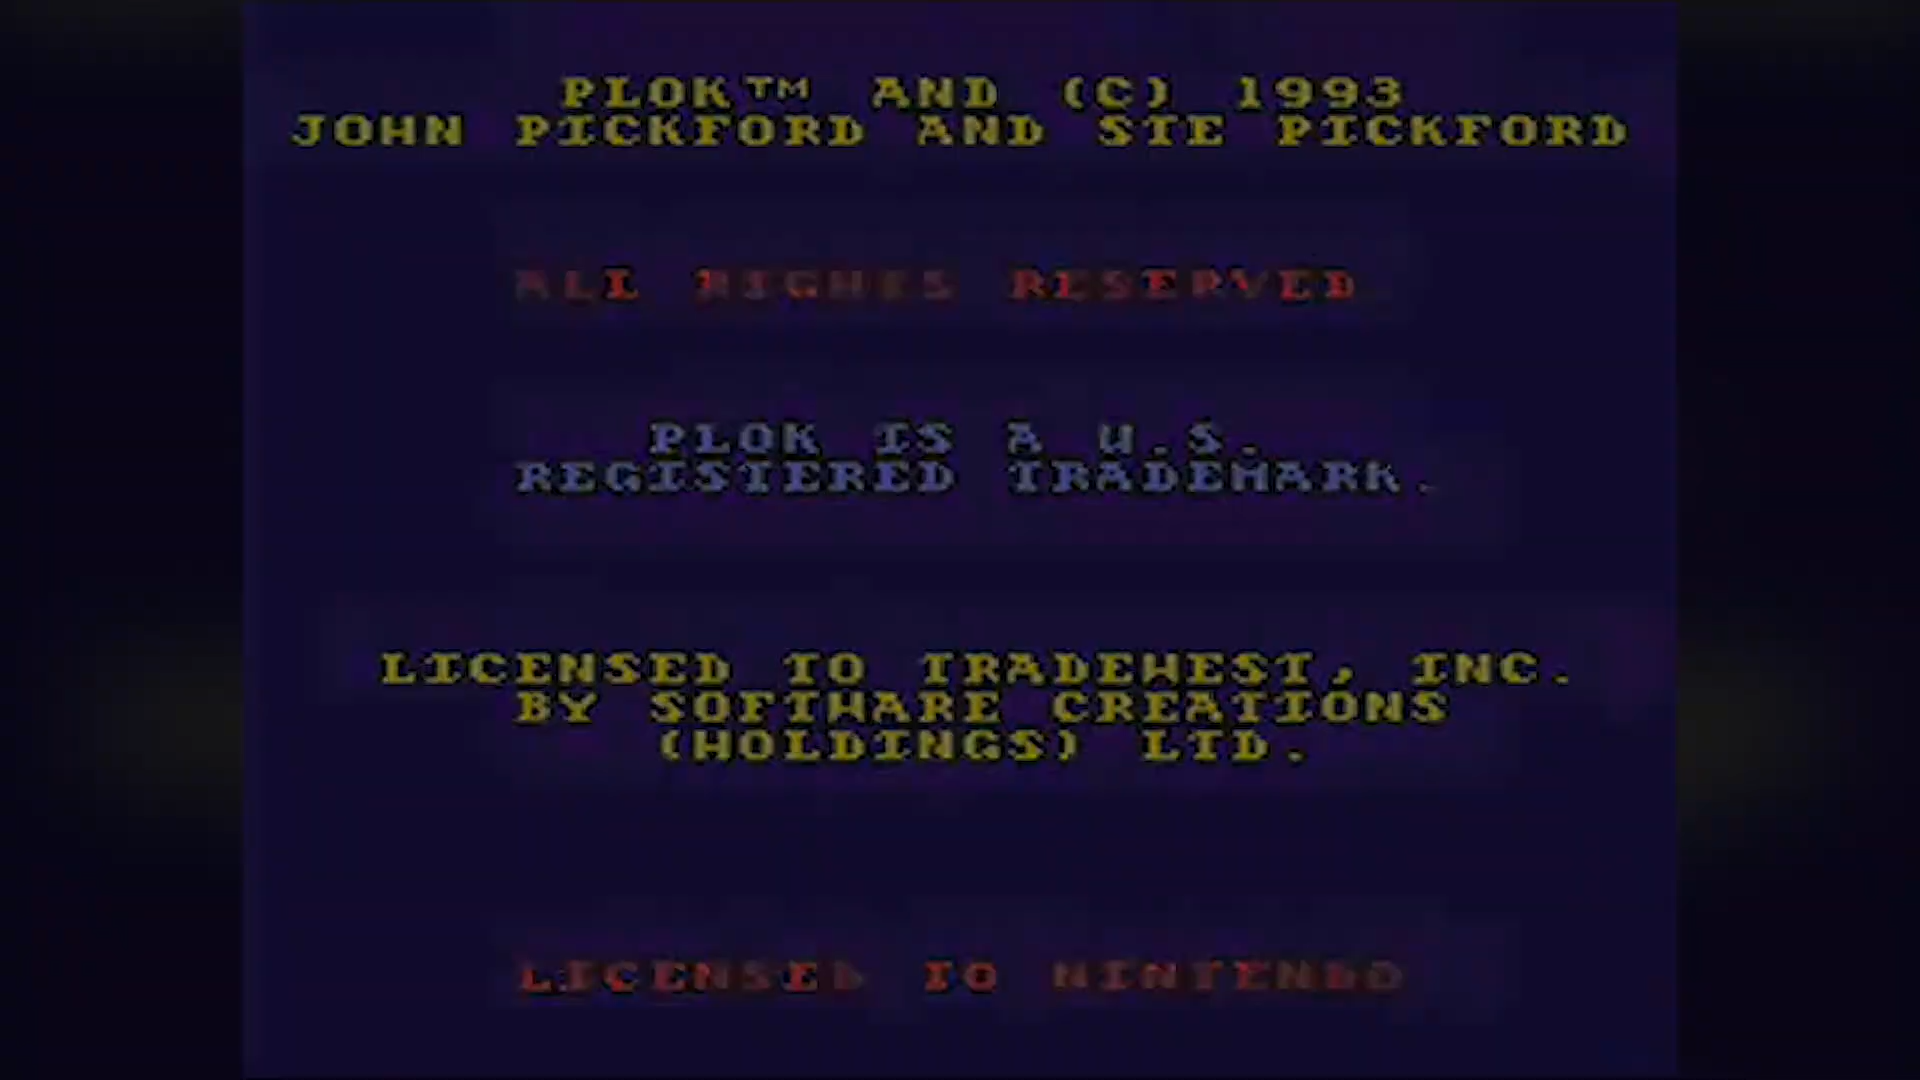 PLOK™ AND (C) 1993
JOHN PICKFORD AND STE PICKFORD
ALL RIGHTS RESERVED.
PLOK IS A U.S.
REGISTERED TRADEMARK.
LICENSED TO TRADEWEST, INC.
BY SOFTWARE CREATIONS
(HOLDINGS) LTD.
LICENSED TO NINTENDO